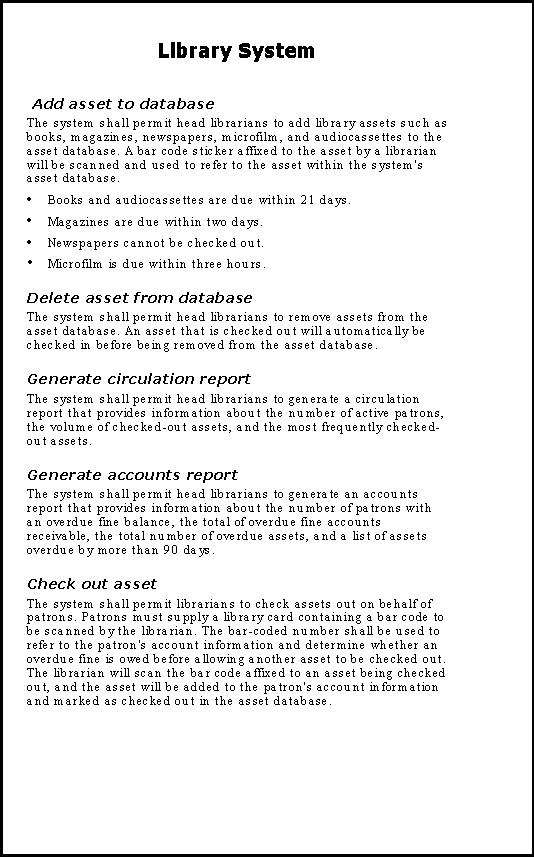 Library System
Add asset to database
The system shall permit head librarians to add library assets such as
books, magazines, newspapers, microfilm, and audiocassettes to the
asset database. A bar code sticker affixed to the asset by a librarian
will be scanned and used to refer to the asset within the system's
asset database.
• Books and audiocassettes are due within 21 days.
• Magazines are due within two days.
• Newspapers cannot be checked out.
• Microfilm is due within three hours.
Delete asset from database
The system shall permit head librarians to remove assets from the
asset database. An asset that is checked out will automatically be
checked in before being removed from the asset database.
Generate circulation report
The system shall permit head librarians to generate a circulation
report that provides information about the number of active patrons,
the volume of checked-out assets, and the most frequently checked-
out assets.
Generate accounts report
The system shall permit head librarians to generate an accounts
report that provides information about the number of patrons with
an overdue fine balance, the total of overdue fine accounts
receivable, the total number of overdue assets, and a list of assets
overdue by more than 90 days.
Check out asset
The system shall permit librarians to check assets out on behalf of
patrons. Patrons must supply a library card containing a bar code to
be scanned by the librarian. The bar-coded number shall be used to
refer to the patron's account information and determine whether an
overdue fine is owed before allowing another asset to be checked out.
The librarian will scan the bar code affixed to an asset being checked
out, and the asset will be added to the patron's account information
and marked as checked out in the asset database.